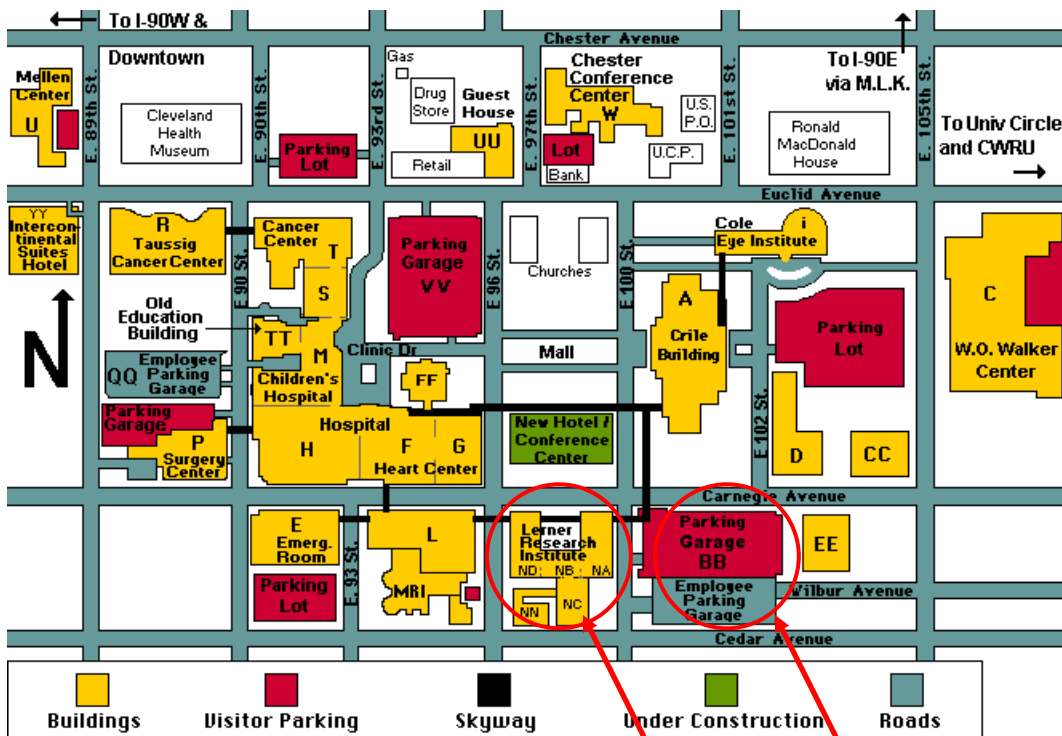 To I-90W &
Downtown
Chester Avenue
To I-90E
via M.L.K.
E. 89th St.
E. 90th St.
E. 93rd St.
E. 97th St.
E. 101st St.
E. 105th St.
Mellen
Center
U
Cleveland
Health
Museum
Parking
Lot
Gas
Drug
Store
Guest
House
UU
Retail
Chester
Conference
Center
W
Lot
Bank
U.S.
P.O.
U.C.P.
Ronald
MacDonald
House
To Univ Circle
and CWRU
Euclid Avenue
YY
Intercon-
tinental
Suites
Hotel
R
Taussig
Cancer Center
Cancer
Center
T
S
E 90 St.
Parking
Garage
VV
Churches
E 96 St.
E 100 St.
Cole
Eye Institute
i
A
Crile
Building
Parking
Lot
C
W.O. Walker
Center
N
Old
Education
Building
TT
M
Clinic Dr
Mall
QQ
Employee
Parking
Garage
Children's
Hospital
FF
Parking
Garage
P
Surgery
Center
Hospital
H
F
G
Heart Center
New Hotel /
Conference
Center
E 102 St.
D
CC
Carnegie Avenue
E
Emerg.
Room
L
Lerner
Research
Institute
ND
NB
NA
Parking
Garage
BB
EE
Parking
Lot
E. 93 St.
MRI
NN
NC
Employee
Parking
Garage
Wilbur Avenue
Cedar Avenue
Buildings
Visitor Parking
Skyway
Under Construction
Roads